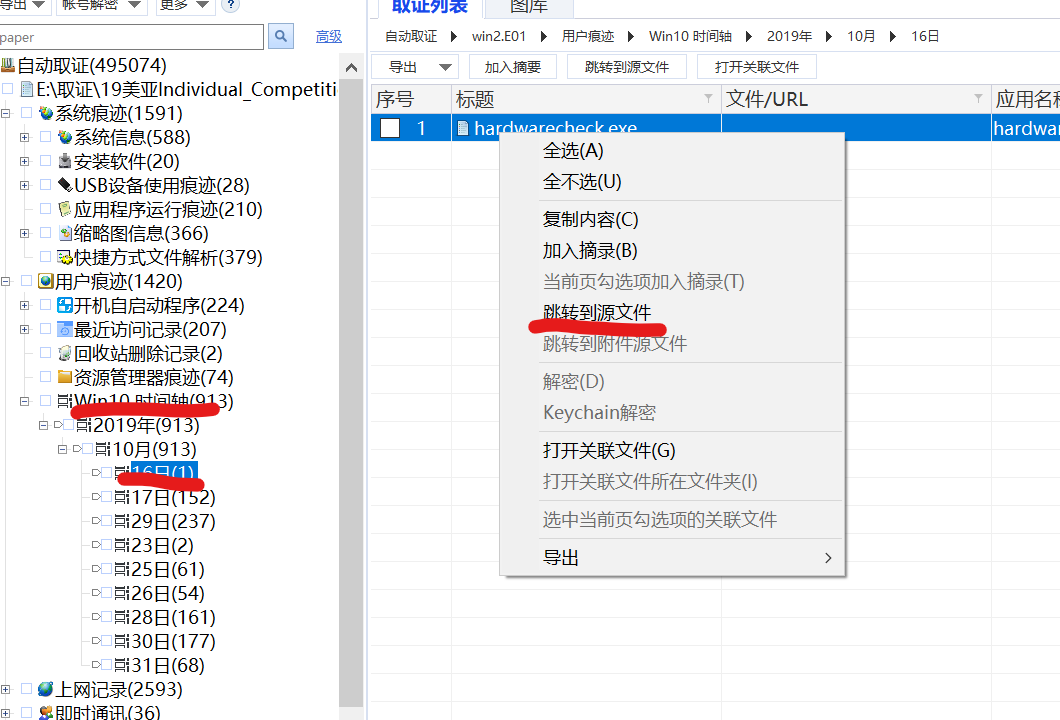 导出
帐号解密
更多
?
paper
高级
自动取证(495074)
E:\取证\19美亚Individual_Competiti
系统痕迹(1591)
系统信息(588)
安装软件(20)
USB设备使用痕迹(28)
应用程序运行痕迹(210)
缩略图信息(366)
快捷方式文件解析(379)
用户痕迹(1420)
开机自启动程序(224)
最近访问记录(207)
回收站删除记录(2)
资源管理器痕迹(74)
Win10 时间轴(913)
2019年(913)
10月(913)
16日(1)
17日(152)
29日(237)
23日(2)
25日(61)
26日(54)
28日(161)
30日(177)
31日(68)
上网记录(2593)
即时通讯(36)
取证列表
图库
自动取证
win2.E01
用户痕迹
Win10 时间轴
2019年
10月
16日
导出
加入摘要
跳转到源文件
打开关联文件
序号
标题
文件/URL
应用名称
1
hardwarecheck.exe
hardwa
全选(A)
全不选(U)
复制内容(C)
加入摘录(B)
当前页勾选项加入摘录(T)
跳转到源文件
跳转到附件源文件
解密(D)
Keychain解密
打开关联文件(G)
打开关联文件所在文件夹(I)
选中当前页勾选项的关联文件
导出